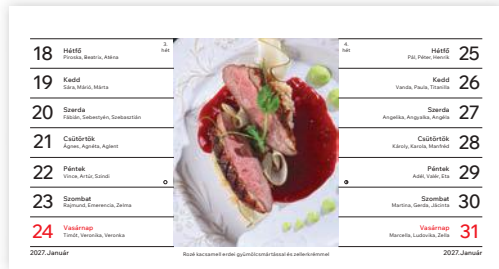 3.
hét
18 Hétfő
Piroska, Beatrix, Aténa
19 Kedd
Sára, Márió, Márta
20 Szerda
Fábián, Sebestyén, Szebasztián
21 Csütörtök
Ágnes, Agnéta, Aglent
22 Péntek
Vince, Artúr, Szindi
23 Szombat
Rajmund, Emerencia, Zelma
24 Vasárnap
Timót, Veronika, Veronka
2027. Január
Rozé kacsamell erdei gyümölcsmártással és zellerkrémmel
4.
hét
Hétfő 25
Pál, Péter, Henrik
Kedd 26
Vanda, Paula, Titanilla
Szerda 27
Angelika, Angyalka, Angéla
Csütörtök 28
Károly, Karola, Manfréd
Péntek 29
Adél, Valér, Eta
Szombat 30
Martina, Gerda, Jácinta
Vasárnap 31
Marcella, Ludovika, Zeila
2027. Január